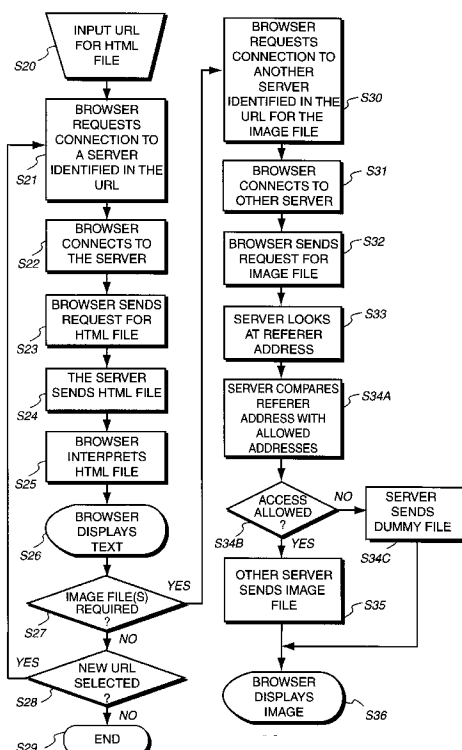 INPUT URL
FOR HTML
FILE
S20
BROWSER
REQUESTS
CONNECTION TO
A SERVER
IDENTIFIED IN THE
URL
S21
BROWSER
CONNECTS TO
THE SERVER
S22
BROWSER SENDS
REQUEST FOR
HTML FILE
S23
THE SERVER
SENDS HTML FILE
S24
BROWSER
INTERPRETS
HTML FILE
S25
BROWSER
DISPLAYS
TEXT
S26
IMAGE FILE(S)
REQUIRED
?
S27
YES
NO
NEW URL
SELECTED
?
S28
YES
NO
END
S29
BROWSER
REQUESTS
CONNECTION TO
ANOTHER
SERVER
IDENTIFIED IN THE
URL FOR THE
IMAGE FILE
S30
BROWSER
CONNECTS TO
OTHER SERVER
S31
BROWSER SENDS
REQUEST FOR
IMAGE FILE
S32
SERVER LOOKS
AT REFERER
ADDRESS
S33
SERVER COMPARES
REFERER
ADDRESS WITH
ALLOWED
ADDRESSES
S34A
ACCESS
ALLOWED
?
S34B
NO
YES
SERVER
SENDS
DUMMY FILE
S34C
OTHER SERVER
SENDS IMAGE
FILE
S35
BROWSER
DISPLAYS
IMAGE
S36